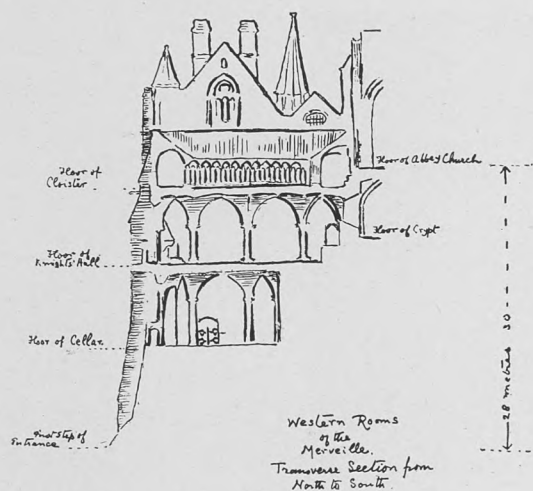 Floor of Abbey Church
Floor of
Cloister
Floor of Crypt
Floor of
Knights' Hall
Floor of Cellar
First Step of
Entrance
28 metres 30
Western Rooms
of the
Merveille.
Transverse Section from
North to South.